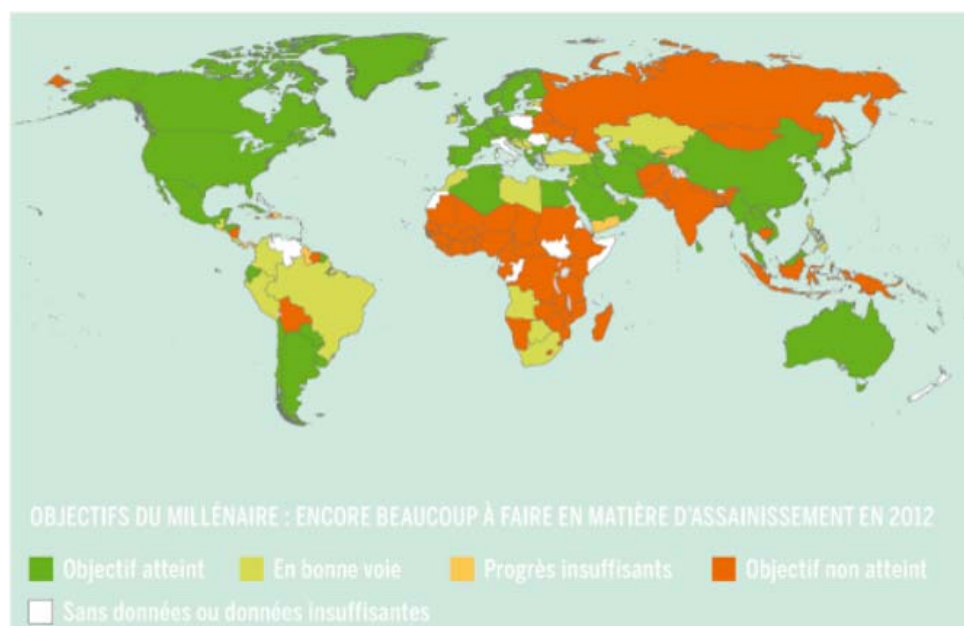 OBJECTIFS DU MILLÉNAIRE : ENCORE BEAUCOUP À FAIRE EN MATIÈRE D'ASSAINISSEMENT EN 2012
Objectif atteint En bonne voie Progrès insuffisants Objectif non atteint
Sans données ou données insuffisantes